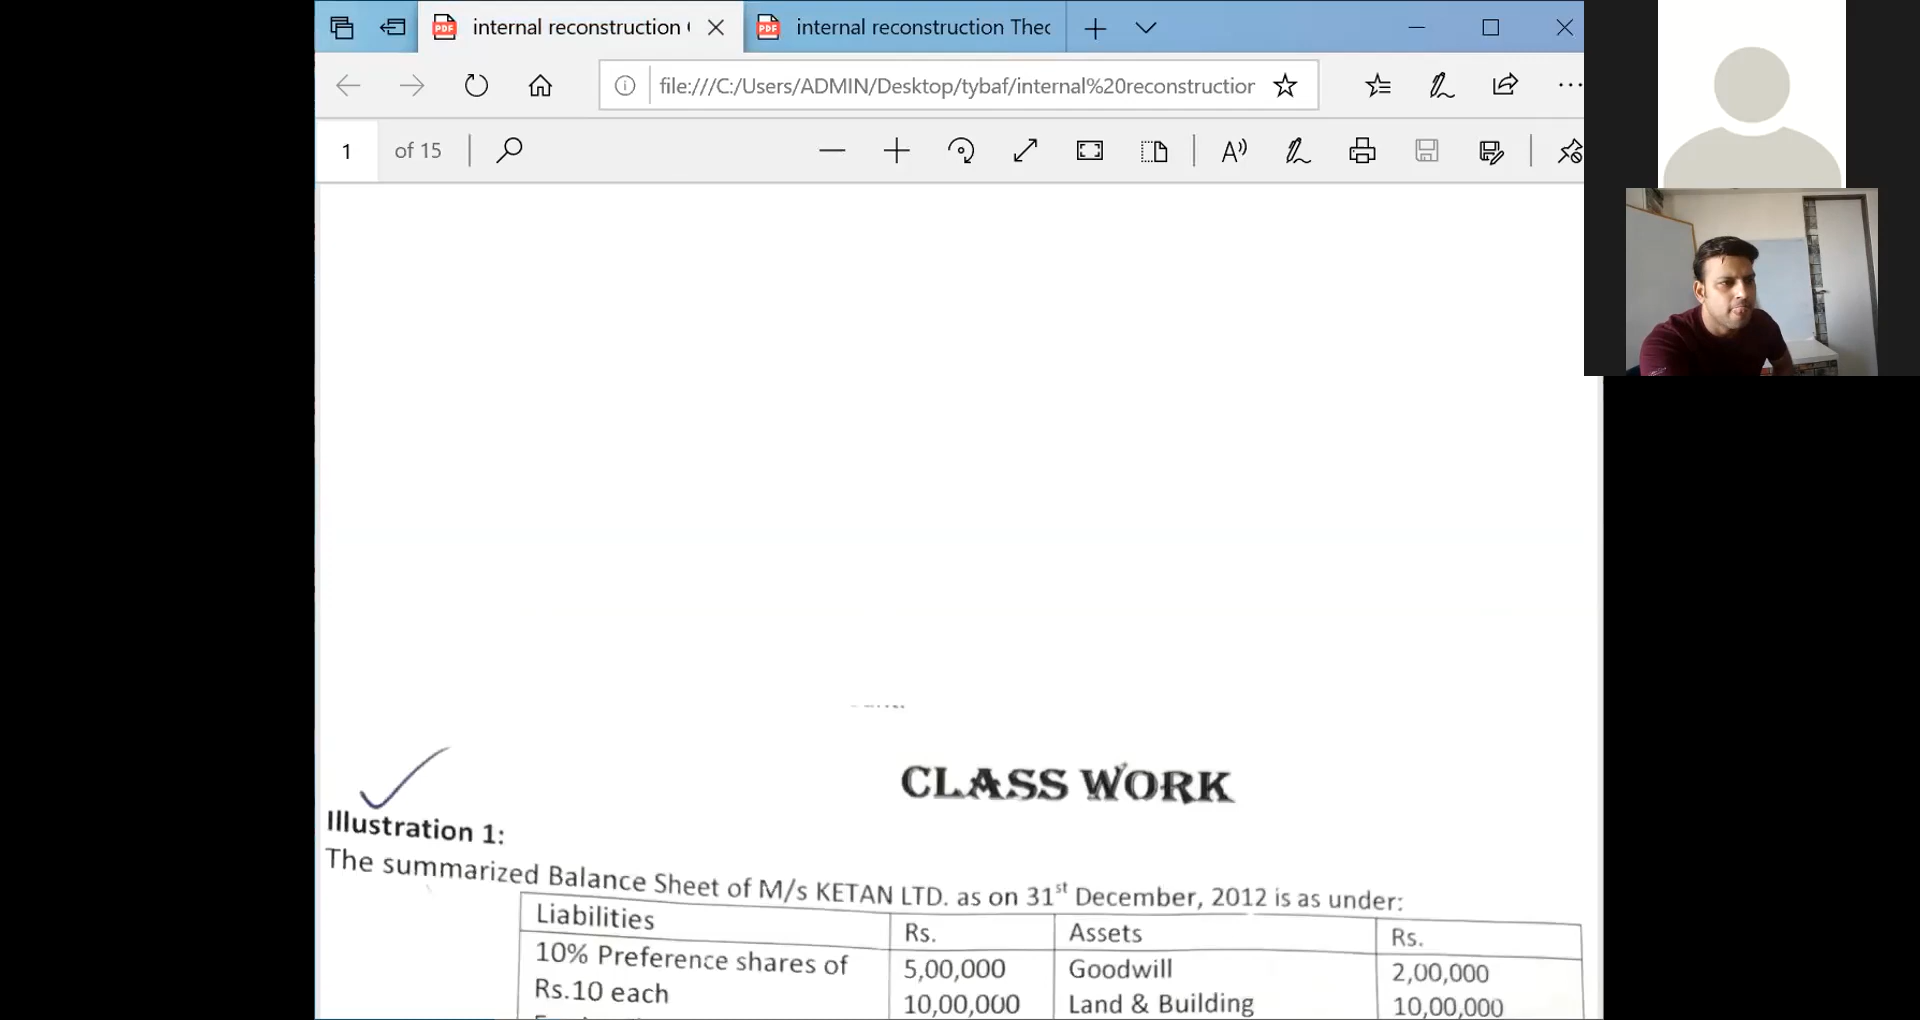 internal reconstruction
internal reconstruction Theo
file:///C:/Users/ADMIN/Desktop/tybaf/internal%20reconstruction
1 of 15
CLASS WORK
Illustration 1:
The summarized Balance Sheet of M/s KETAN LTD. as on 31st December, 2012 is as under:
Liabilities Rs. Assets Rs.
10% Preference shares of 5,00,000 Goodwill 2,00,000
Rs.10 each 10,00,000 Land & Building 10,00,000